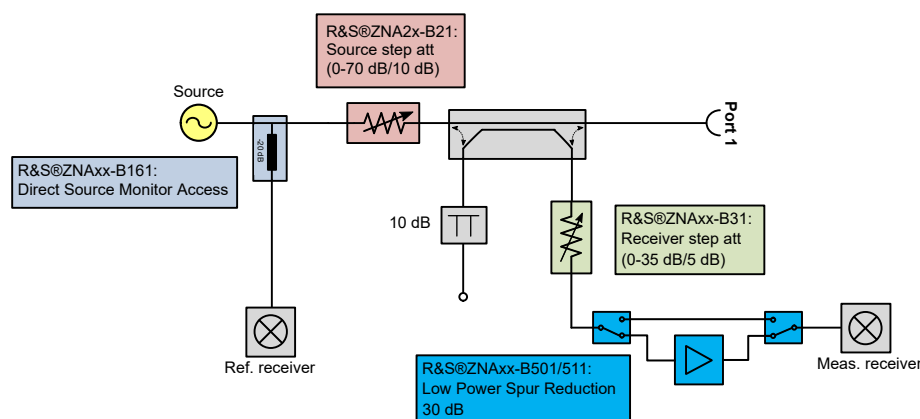 R&S®ZNA2x-B21:
Source step att
(0-70 dB/10 dB)
Source
Port 1
-20dB
R&S®ZNAxx-B161:
Direct Source Monitor Access
10 dB
R&S®ZNAxx-B31:
Receiver step att
(0-35 dB/5 dB)
Ref. receiver
Meas. receiver
R&S®ZNAxx-B501/511:
Low Power Spur Reduction
30 dB